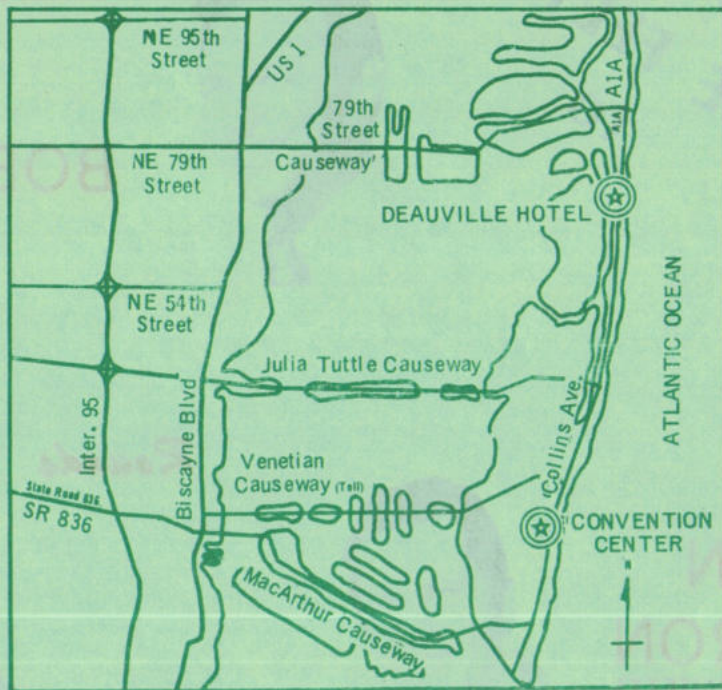 NE 95th
Street
US 1
A1A
A1A
79th
Street
Causeway
NE 79th
Street
DEAUVILLE HOTEL
ATLANTIC OCEAN
NE 54th
Street
Julia Tuttle Causeway
Inter. 95
Biscayne Blvd
Collins Ave.
Venetian
Causeway (Toll)
State Road 836
SR 836
CONVENTION
CENTER
N
MacArthur Causeway